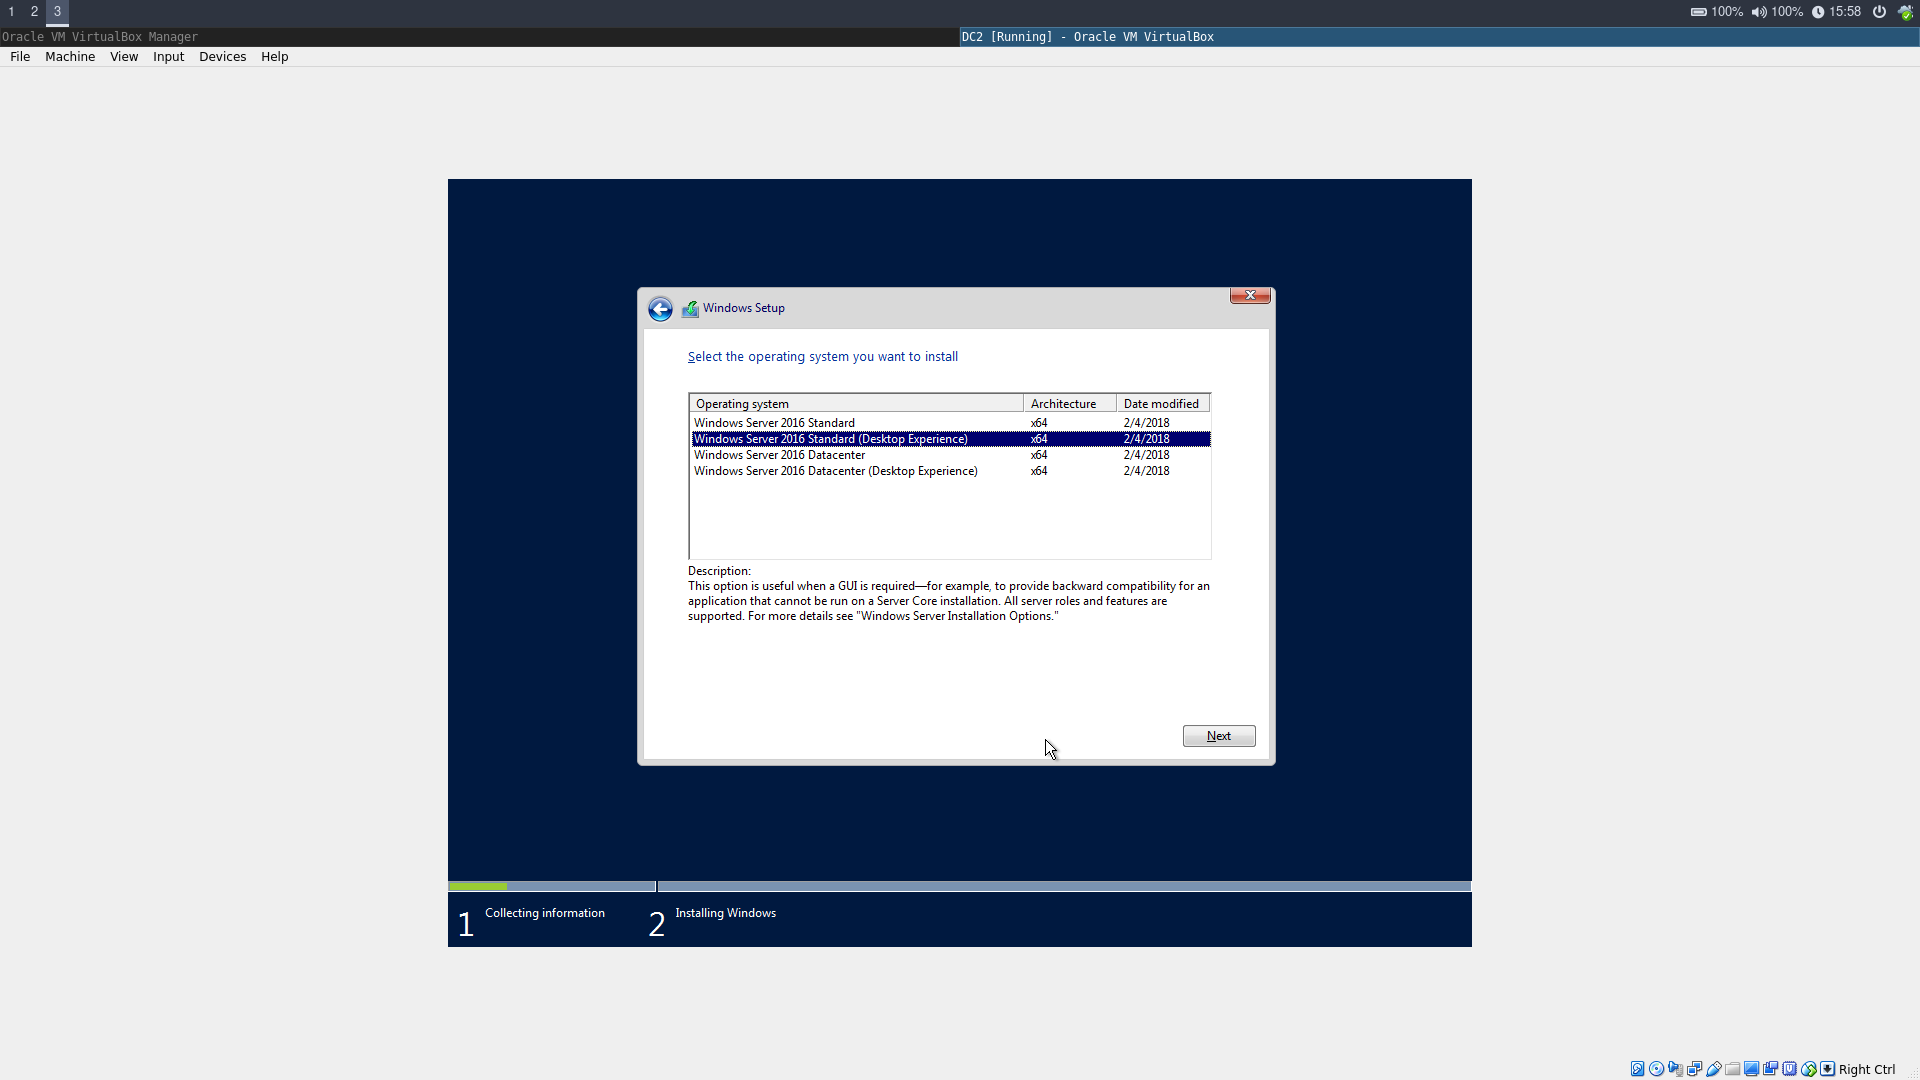 1 2 3 100% 100% 15:58
Oracle VM VirtualBox Manager DC2 [Running] - Oracle VM VirtualBox
File Machine View Input Devices Help
Windows Setup
Select the operating system you want to install
Operating system Architecture Date modified
Windows Server 2016 Standard x64 2/4/2018
Windows Server 2016 Standard (Desktop Experience) x64 2/4/2018
Windows Server 2016 Datacenter x64 2/4/2018
Windows Server 2016 Datacenter (Desktop Experience) x64 2/4/2018
Description:
This option is useful when a GUI is required—for example, to provide backward compatibility for an
application that cannot be run on a Server Core installation. All server roles and features are
supported. For more details see "Windows Server Installation Options."
Next
1 Collecting information 2 Installing Windows
Right Ctrl